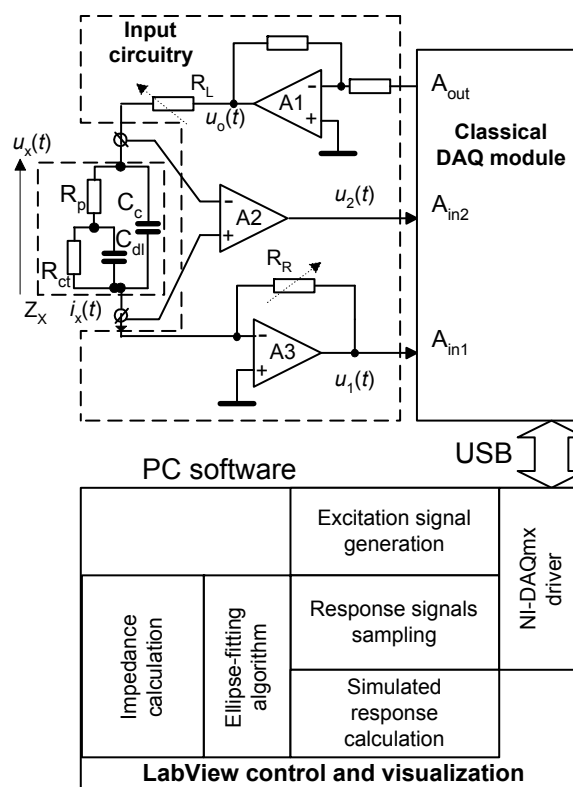 Input
circuitry
R_L
A1
-
+
u_o(t)
A_out
Classical
DAQ module
u_x(t)
R_p
C_c
C_dl
R_ct
Z_X
i_x(t)
-
A2
+
u_2(t)
A_in2
R_R
-
A3
+
u_1(t)
A_in1
USB
PC software
Excitation signal
generation
NI-DAQmx
driver
Impedance
calculation
Ellipse-fitting
algorithm
Response signals
sampling
Simulated
response
calculation
LabView control and visualization